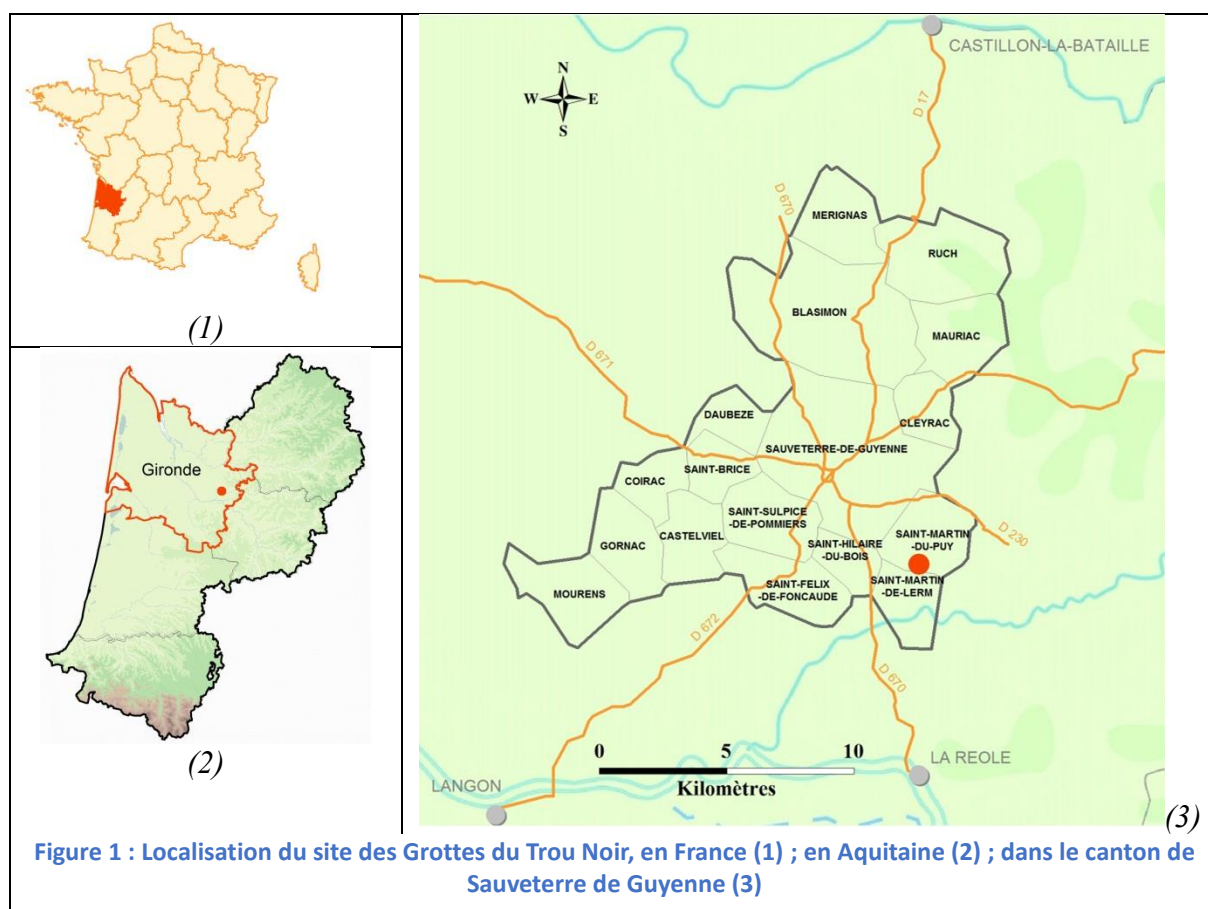 (1)
Gironde
(2)
N
W E
S
CASTILLON-LA-BATAILLE
D 17
D 670
MERIGNAS
RUCH
BLASIMON
MAURIAC
D 671
DAUBEZE
CLEYRAC
SAUVETERRE-DE-GUYENNE
SAINT-BRICE
COIRAC
SAINT-SULPICE
-DE-POMMIERS
SAINT-MARTIN
-DU-PUY
D 230
CASTELVIEL
SAINT-HILAIRE
-DU-BOIS
GORNAC
SAINT-MARTIN
-DE-LERM
SAINT-FELIX
-DE-FONCAUDE
MOURENS
D 672
D 670
0 5 10
Kilomètres
LA REOLE
LANGON
(3)
Figure 1 : Localisation du site des Grottes du Trou Noir, en France (1) ; en Aquitaine (2) ; dans le canton de
Sauveterre de Guyenne (3)